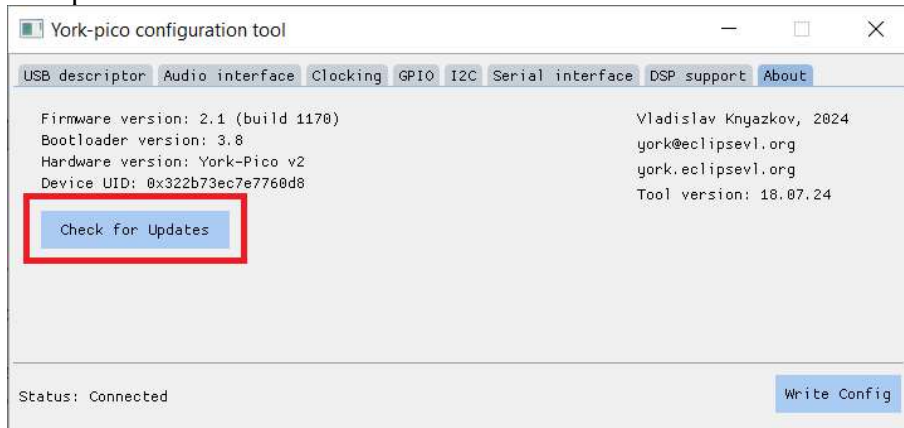 York-pico configuration tool
USB descriptor Audio interface Clocking GPIO I2C Serial interface DSP support About
Firmware version: 2.1 (build 1170)
Bootloader version: 3.8
Hardware version: York-Pico v2
Device UID: 0x322b73ec7e7760d8
Check for Updates
Vladislav Knyazkov, 2024
york@eclipsevl.org
york.eclipsevl.org
Tool version: 18.07.24
Status: Connected
Write Config